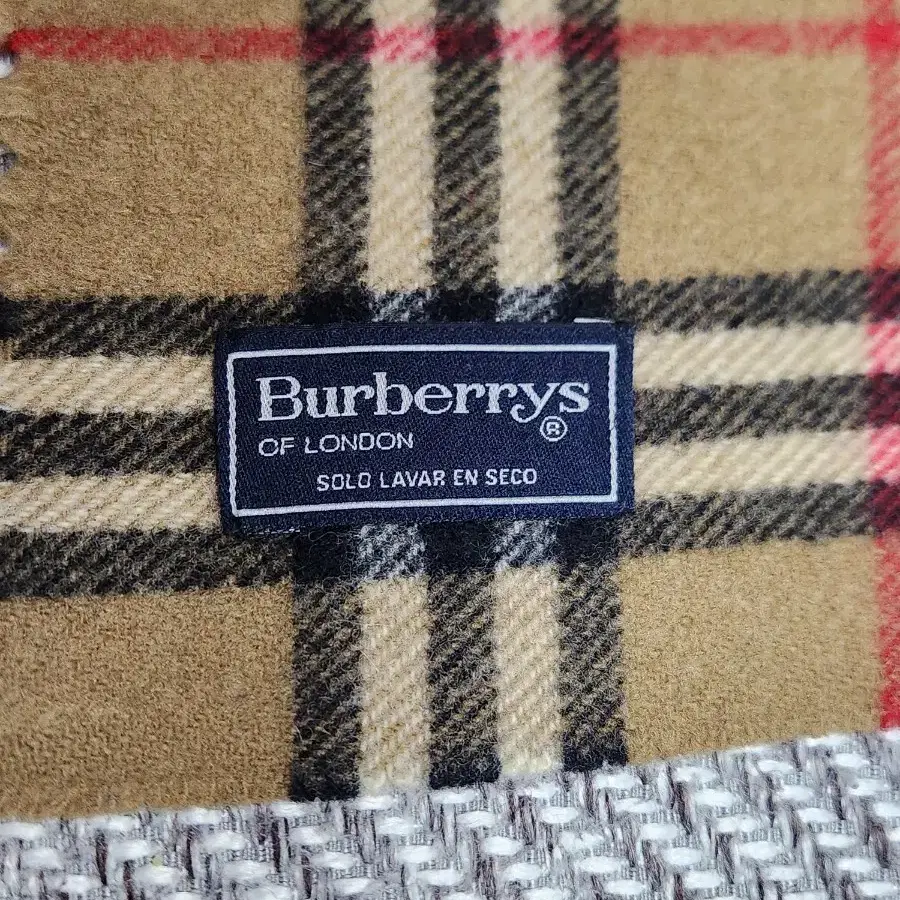 Burberrys
®
OF LONDON
SOLO LAVAR EN SECO